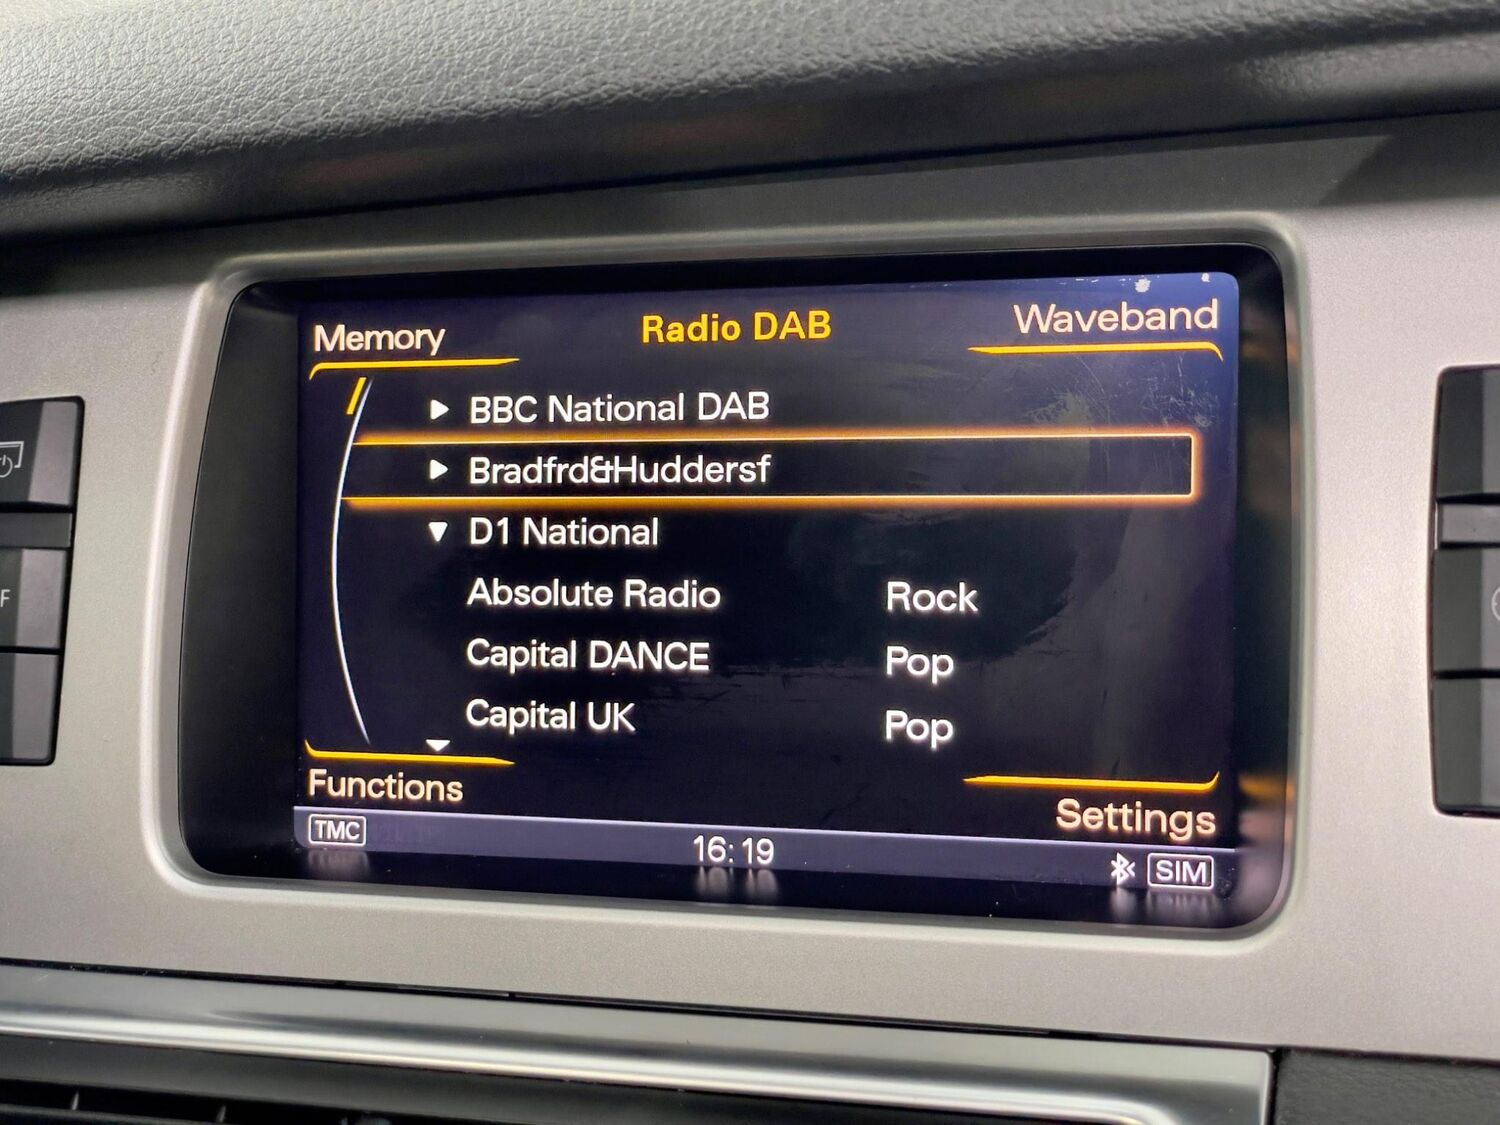 Memory
Radio DAB
Waveband
BBC National DAB
Bradfrd&Huddersf
D1 National
Absolute Radio Rock
Capital DANCE Pop
Capital UK Pop
Functions
Settings
TMC
16:19
SIM
F